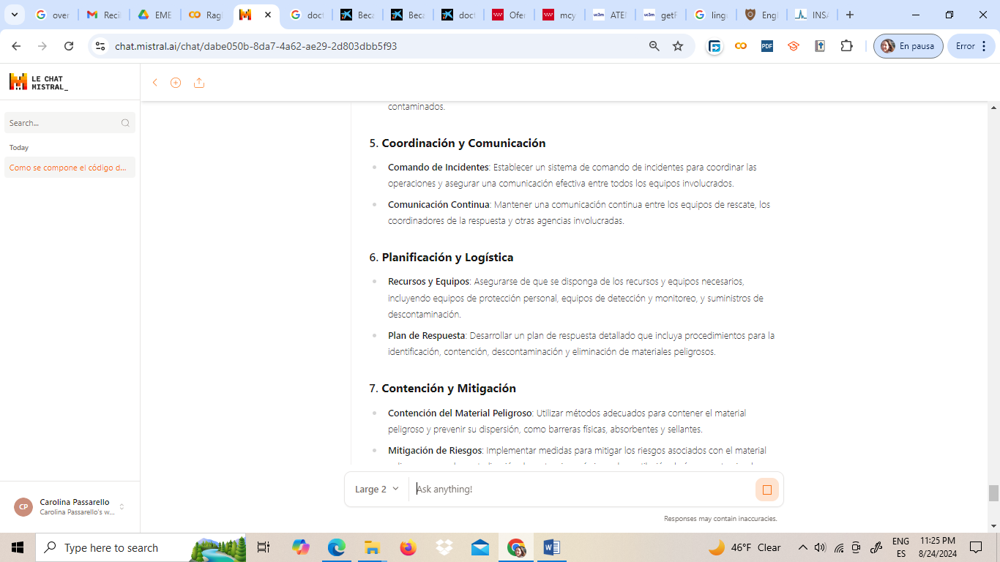 over
Reci
EME
Rag
doct
Beca
Beca
doct
Ofer
mcy
ATEI
getF
ling
Engl
INSA
chat.mistral.ai/chat/dabe050b-8da7-4a62-ae29-2d803dbb5f93
En pausa
Error
LE CHAT
MISTRAL_
Search...
Today
Como se compone el código d...
contaminados.
5. Coordinación y Comunicación
Comando de Incidentes: Establecer un sistema de comando de incidentes para coordinar las
operaciones y asegurar una comunicación efectiva entre todos los equipos involucrados.
Comunicación Continua: Mantener una comunicación continua entre los equipos de rescate, los
coordinadores de la respuesta y otras agencias involucradas.
6. Planificación y Logística
Recursos y Equipos: Asegurarse de que se disponga de los recursos y equipos necesarios,
incluyendo equipos de protección personal, equipos de detección y monitoreo, y suministros de
descontaminación.
Plan de Respuesta: Desarrollar un plan de respuesta detallado que incluya procedimientos para la
identificación, contención, descontaminación y eliminación de materiales peligrosos.
7. Contención y Mitigación
Contención del Material Peligroso: Utilizar métodos adecuados para contener el material
peligroso y prevenir su dispersión, como barreras físicas, absorbentes y sellantes.
Mitigación de Riesgos: Implementar medidas para mitigar los riesgos asociados con el material
Large 2
Ask anything!
Responses may contain inaccuracies.
CP
Carolina Passarello
Carolina Passarello's w...
Type here to search
46°F Clear
ENG
ES
11:25 PM
8/24/2024